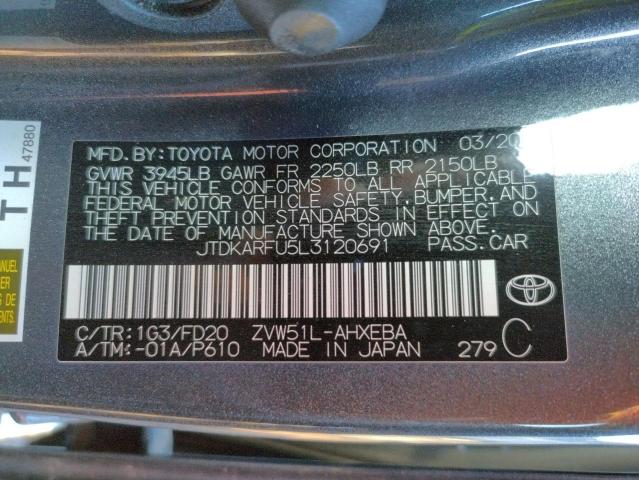 MFD.BY:TOYOTA MOTOR CORPORATION 03/20
GVWR 3945LB GAWR FR 2250LB RR 2150LB
THIS VEHICLE CONFORMS TO ALL APPLICABLE
FEDERAL MOTOR VEHICLE SAFETY,BUMPER,AND
THEFT PREVENTION STANDARDS IN EFFECT ON
THE DATE OF MANUFACTURE SHOWN ABOVE.
JTDKARFU5L3120691 PASS.CAR
C/TR:1G3/FD20 ZVW51L-AHXEBA
A/TM:-01A/P610 MADE IN JAPAN 279 C
TH
47880